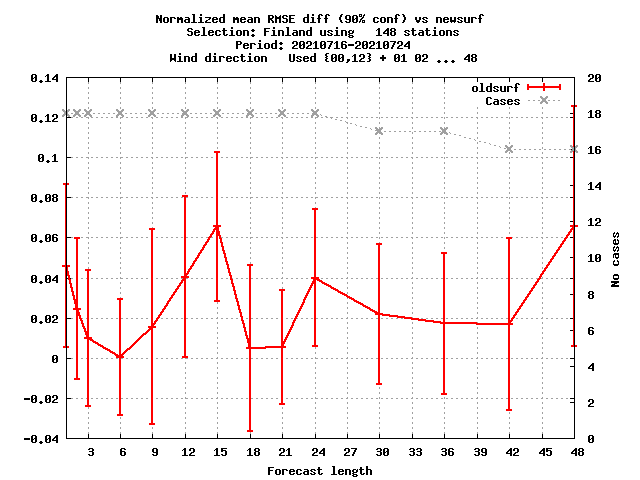 Normalized mean RMSE diff (90% conf) vs newsurf
Selection: Finland using   148 stations
Period: 20210716-20210724
Wind direction   Used {00,12} + 01 02 ... 48
oldsurf
Cases
0.14
0.12
0.1
0.08
0.06
0.04
0.02
0
-0.02
-0.04
20
18
16
14
12
10
8
6
4
2
0
No cases
3 6 9 12 15 18 21 24 27 30 33 36 39 42 45 48
Forecast length